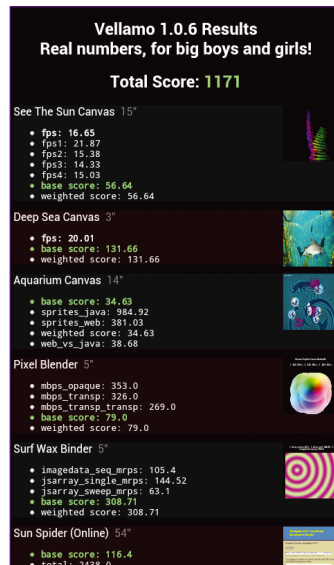 Vellamo 1.0.6 Results
Real numbers, for big boys and girls!
Total Score: 1171
See The Sun Canvas 15"
fps: 16.65
fps1: 21.87
fps2: 15.38
fps3: 14.33
fps4: 15.03
base score: 56.64
weighted score: 56.64
Deep Sea Canvas 3"
fps: 20.01
base score: 131.66
weighted score: 131.66
Aquarium Canvas 14"
base score: 34.63
sprites_java: 984.92
sprites_web: 381.03
weighted score: 34.63
web_vs_java: 38.68
Pixel Blender 5"
mbps_opaque: 353.0
mbps_transp: 326.0
mbps_transp_transp: 269.0
base score: 79.0
weighted score: 79.0
Surf Wax Binder 5"
imagedata_seq_mrps: 105.4
jsarray_single_mrps: 144.52
jsarray_sweep_mrps: 63.1
base score: 308.71
weighted score: 308.71
Sun Spider (Online) 54"
base score: 116.4
total: 2438.0